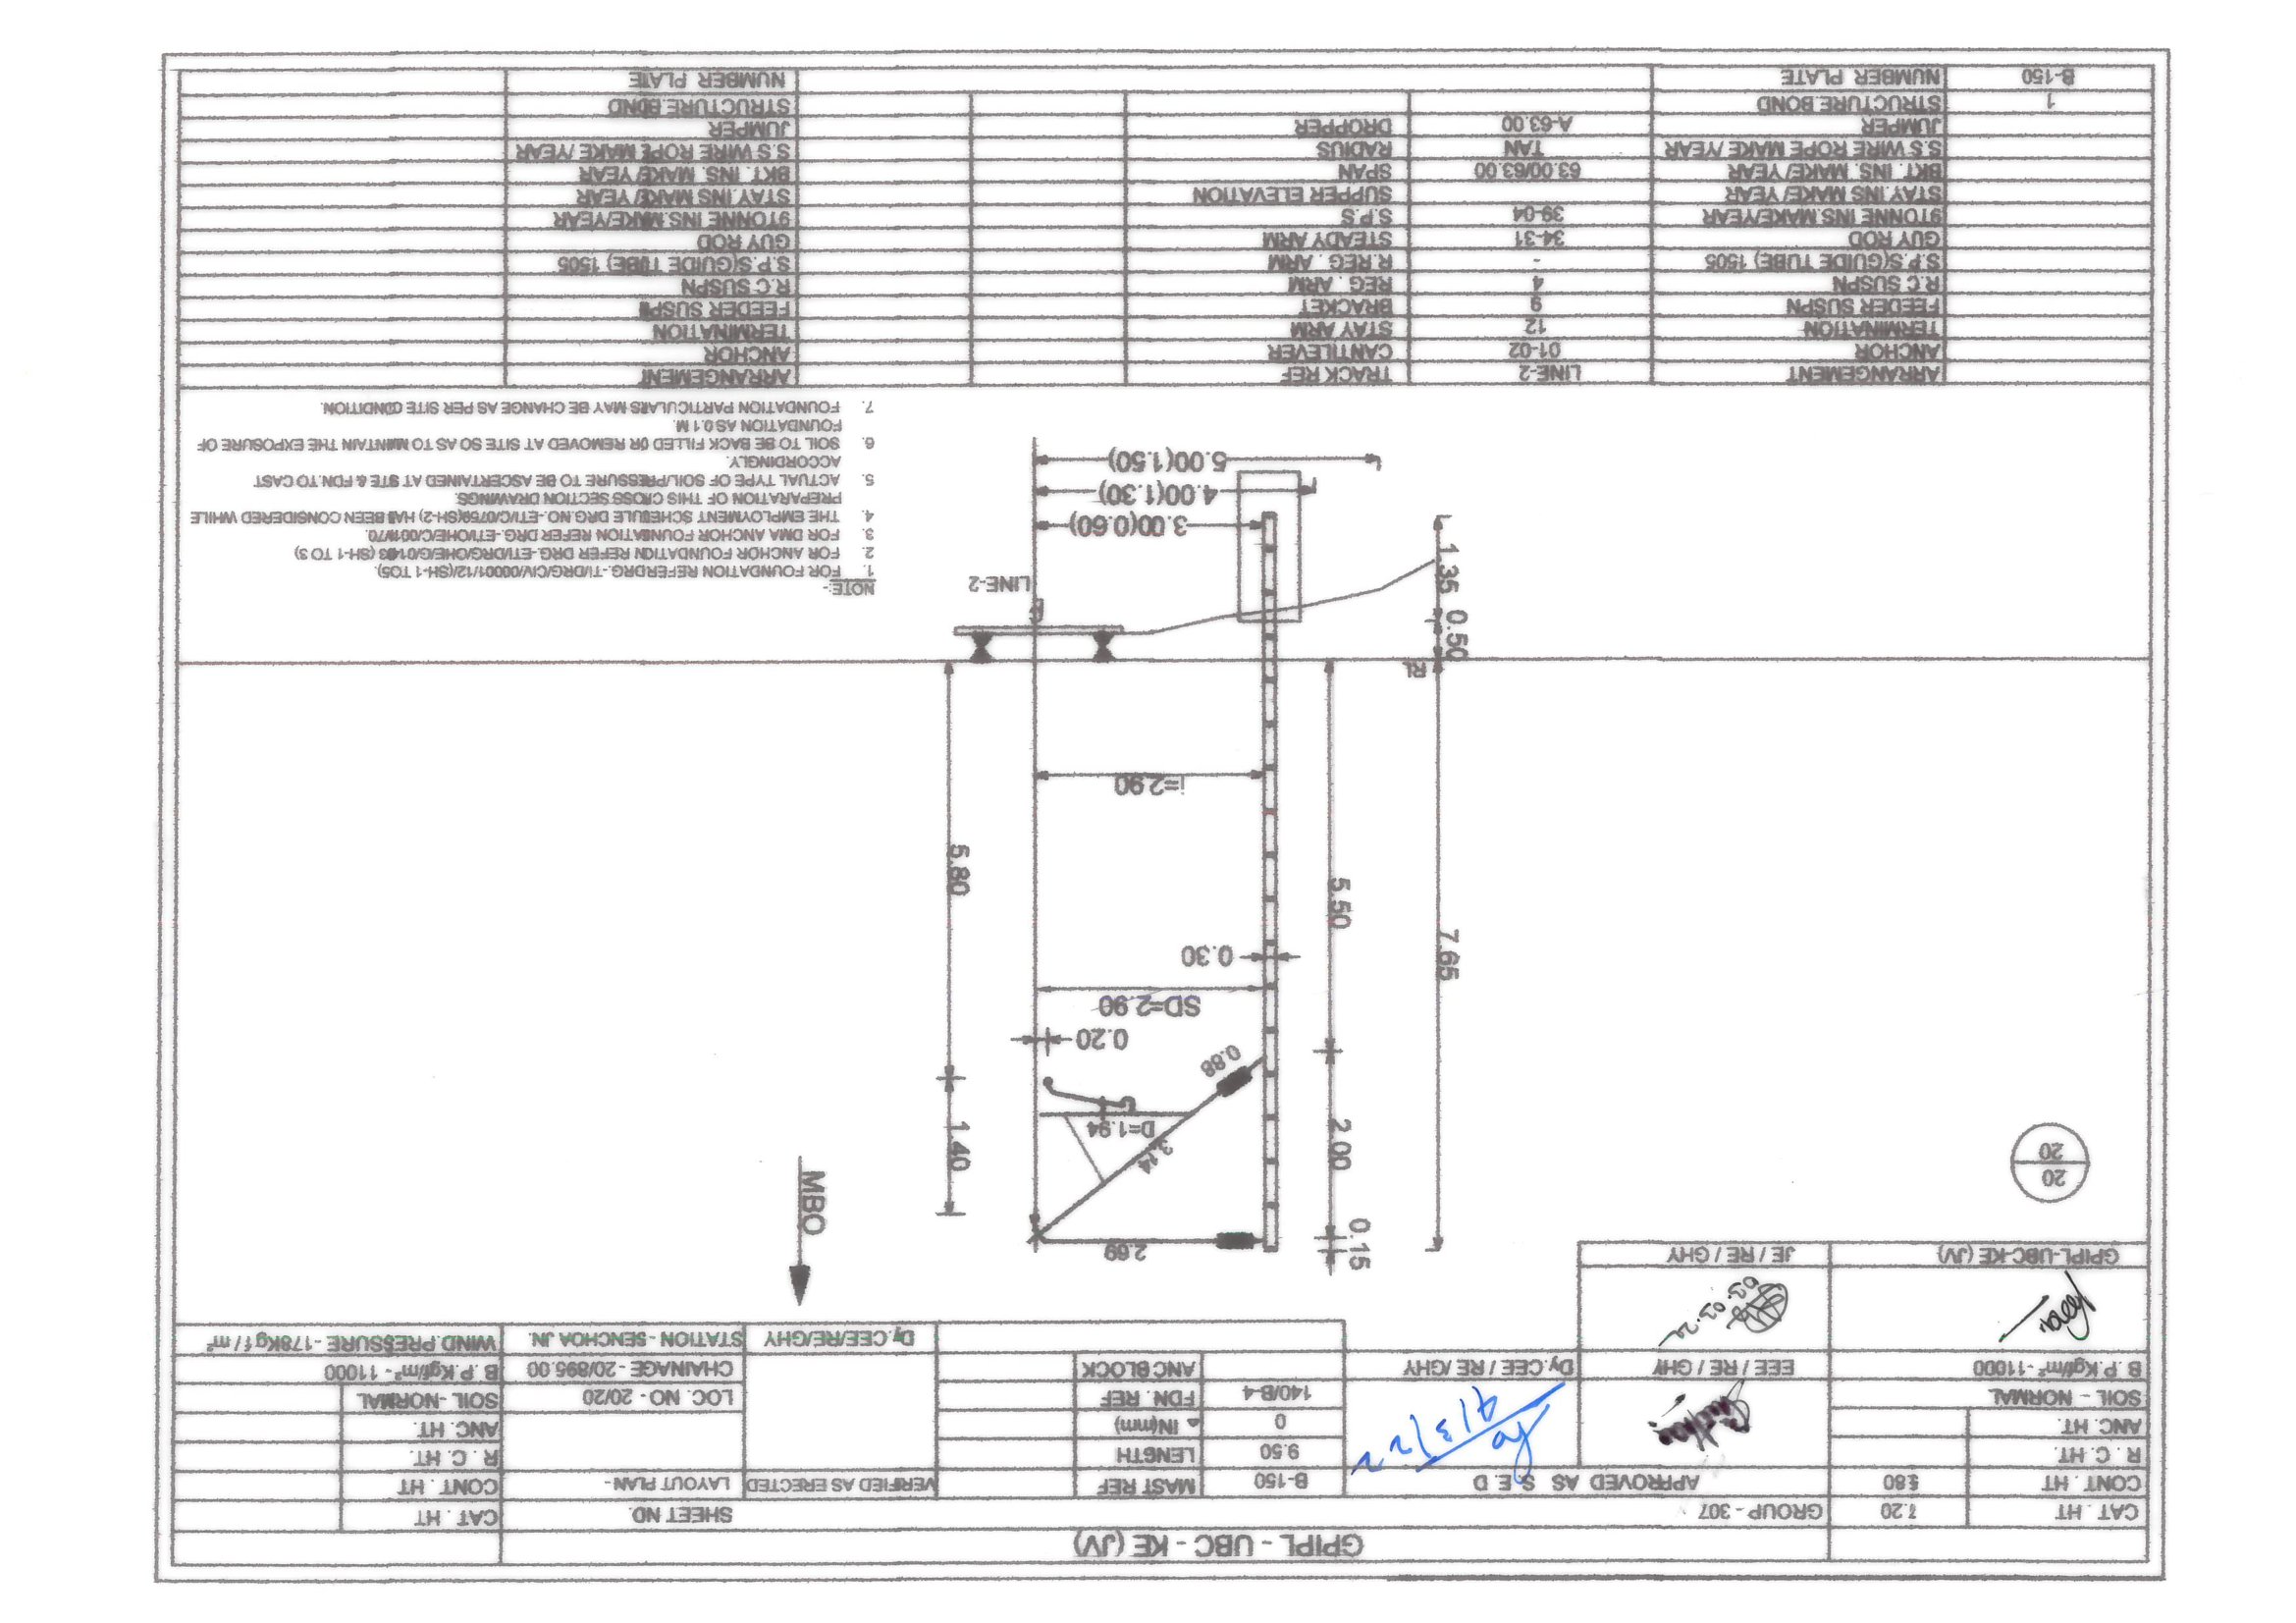 GPIPL - UBC - KE (JV)
CAT . HT 7.20 GROUP - 307 SHEET NO. CAT . HT
CONT . HT 5.80 APPROVED AS S. E. D B-150 MAST REF VERIFIED AS ERECTED LAYOUT PLAN - CONT . HT
R . C. HT. 9.50 LENGTH R . C. HT.
ANC. HT. 0 ▵ IN(mm) ANC. HT.
SOIL - NORMAL 140/B-4 FDN. REF LOC. NO - 20/20 SOIL -NORMAL
4/3/22
B .P.Kgf/m² -11000 EEE / RE / GHY Dy.CEE / RE /GHY ANC BLOCK CHAINAGE - 20/895.00 B .P.Kgf/m² - 11000
Dy.CEE/RE/GHY STATION - SENCHOA JN. WIND.PRESSURE -178Kg f / m²
03.03.22
GPIPL-UBC-KE (JV) JE / RE / GHY
0.15
2.69
MBO
20
20
2.00
3.14
1.40
D=1.94
0.88
0.20
SD=2.90
7.65
0.30
5.50
5.80
i=2.90
RL
0.50
LINE-2
1.35
3.00(0.60)
4.00(1.30)
5.00(1.50)
NOTE:-
1. FOR FOUNDATION REFERDRG.-TI/DRG/CIV/00001/12/(SH-1 TO5).
2. FOR ANCHOR FOUNDATION REFER DRG.-ETI/DRG/OHE/G/01403 (SH-1 TO 3)
3. FOR DMA ANCHOR FOUNDATION REFER DRG.-ETI/OHE/C/001/70.
4. THE EMPLOYMENT SCHEDULE DRG.NO.-ETI/C/0759(SH-2) HAS BEEN CONSIDERED WHILE
PREPARATION OF THIS CROSS SECTION DRAWINGS.
5. ACTUAL TYPE OF SOIL/PRESSURE TO BE ASCERTAINED AT STE & FDN.TO CAST
ACCORDINGLY.
6. SOIL TO BE BACK FILLED OR REMOVED AT SITE SO AS TO MAINTAIN THE EXPOSURE OF
FOUNDATION AS 0.1 M.
7. FOUNDATION PARTICULARS MAY BE CHANGE AS PER SITE CONDITION.
ARRANGEMENT LINE-2 TRACK REF ARRANGEMENT
ANCHOR 01-02 CANTILEVER ANCHOR
TERMINATION 12 STAY ARM TERMINATION
FEEDER SUSPN 9 BRACKET FEEDER SUSPN
R.C SUSPN 4 REG . ARM R.C SUSPN
S.P.S(GUIDE TUBE) 1505 - R.REG . ARM S.P.S(GUIDE TUBE) 1505
GUY ROD 34-31 STEADY ARM GUY ROD
9TONNE INS.MAKE/YEAR 39-04 S.P.S 9TONNE INS.MAKE/YEAR
STAY.INS MAKE/ YEAR SUPPER ELEVATION STAY.INS MAKE/ YEAR
BKT. INS. MAKE/ YEAR 63.00/63.00 SPAN BKT. INS. MAKE/ YEAR
S.S WIRE ROPE MAKE /YEAR TAN RADIUS S.S WIRE ROPE MAKE /YEAR
JUMPER A-63.00 DROPPER JUMPER
1 STRUCTURE.BOND STRUCTURE.BOND
B-150 NUMBER PLATE NUMBER PLATE